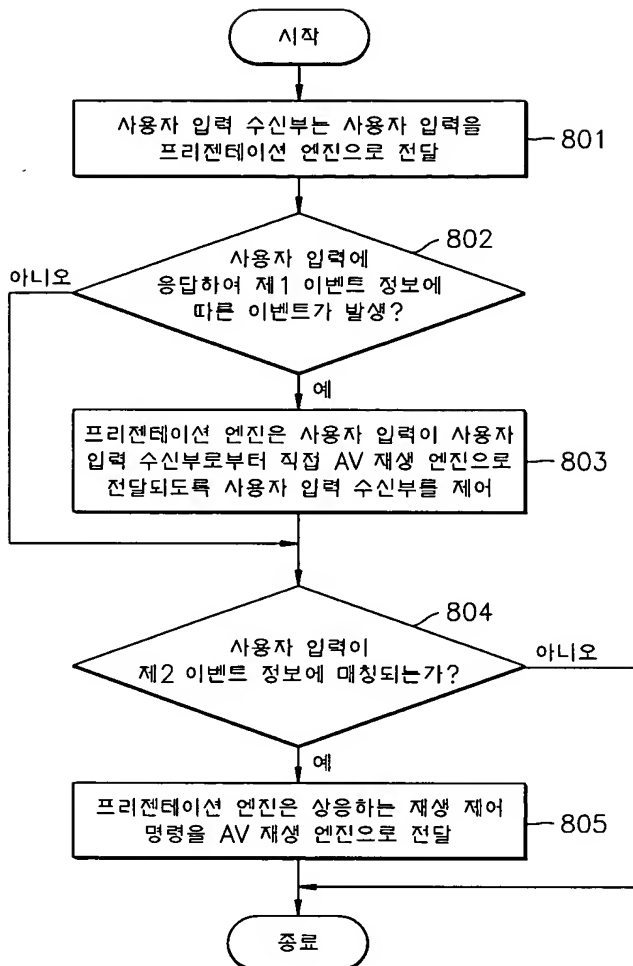 시작
사용자 입력 수신부는 사용자 입력을
프리젠테이션 엔진으로 전달
801
802
사용자 입력에
응답하여 제1 이벤트 정보에
따른 이벤트가 발생?
아니오
예
프리젠테이션 엔진은 사용자 입력이 사용자
입력 수신부로부터 직접 AV 재생 엔진으로
전달되도록 사용자 입력 수신부를 제어
803
804
사용자 입력이
제2 이벤트 정보에 매칭되는가?
아니오
예
프리젠테이션 엔진은 상응하는 재생 제어
명령을 AV 재생 엔진으로 전달
805
종료